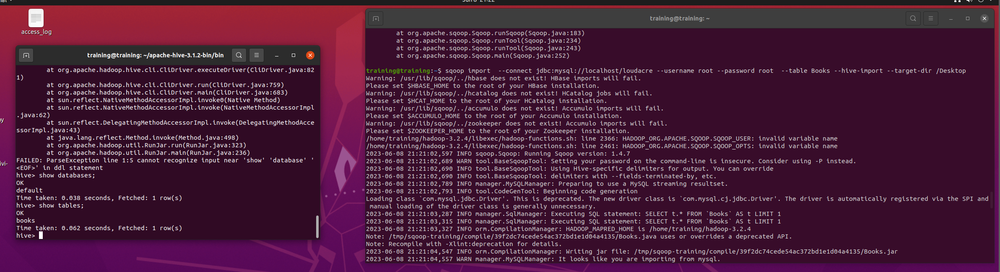 Jun 8 21:22
access_log
training@training: ~/apache-hive-3.1.2-bin/bin
at org.apache.hadoop.hive.cli.CliDriver.executeDriver(CliDriver.java:82
1)
at org.apache.hadoop.hive.cli.CliDriver.run(CliDriver.java:759)
at org.apache.hadoop.hive.cli.CliDriver.main(CliDriver.java:683)
at sun.reflect.NativeMethodAccessorImpl.invoke0(Native Method)
at sun.reflect.NativeMethodAccessorImpl.invoke(NativeMethodAccessorImpl
.java:62)
at sun.reflect.DelegatingMethodAccessorImpl.invoke(DelegatingMethodAcce
ssorImpl.java:43)
at java.lang.reflect.Method.invoke(Method.java:498)
at org.apache.hadoop.util.RunJar.run(RunJar.java:323)
at org.apache.hadoop.util.RunJar.main(RunJar.java:236)
FAILED: ParseException line 1:5 cannot recognize input near 'show' 'database' '
<EOF>' in ddl statement
hive> show databases;
OK
default
Time taken: 0.038 seconds, Fetched: 1 row(s)
hive> show tables;
OK
books
Time taken: 0.062 seconds, Fetched: 1 row(s)
hive>
training@training: ~
at org.apache.sqoop.Sqoop.runSqoop(Sqoop.java:183)
at org.apache.sqoop.Sqoop.runTool(Sqoop.java:234)
at org.apache.sqoop.Sqoop.runTool(Sqoop.java:243)
at org.apache.sqoop.Sqoop.main(Sqoop.java:252)
training@training:~$ sqoop import  --connect jdbc:mysql://localhost/loudacre --username root --password root  --table Books --hive-import --target-dir /Desktop
Warning: /usr/lib/sqoop/../hbase does not exist! HBase imports will fail.
Please set $HBASE_HOME to the root of your HBase installation.
Warning: /usr/lib/sqoop/../hcatalog does not exist! HCatalog jobs will fail.
Please set $HCAT_HOME to the root of your HCatalog installation.
Warning: /usr/lib/sqoop/../accumulo does not exist! Accumulo imports will fail.
Please set $ACCUMULO_HOME to the root of your Accumulo installation.
Warning: /usr/lib/sqoop/../zookeeper does not exist! Accumulo imports will fail.
Please set $ZOOKEEPER_HOME to the root of your Zookeeper installation.
/home/training/hadoop-3.2.4/libexec/hadoop-functions.sh: line 2366: HADOOP_ORG.APACHE.SQOOP.SQOOP_USER: invalid variable name
/home/training/hadoop-3.2.4/libexec/hadoop-functions.sh: line 2461: HADOOP_ORG.APACHE.SQOOP.SQOOP_OPTS: invalid variable name
2023-06-08 21:21:02,597 INFO sqoop.Sqoop: Running Sqoop version: 1.4.7
2023-06-08 21:21:02,689 WARN tool.BaseSqoopTool: Setting your password on the command-line is insecure. Consider using -P instead.
2023-06-08 21:21:02,690 INFO tool.BaseSqoopTool: Using Hive-specific delimiters for output. You can override
2023-06-08 21:21:02,690 INFO tool.BaseSqoopTool: delimiters with --fields-terminated-by, etc.
2023-06-08 21:21:02,789 INFO manager.MySQLManager: Preparing to use a MySQL streaming resultset.
2023-06-08 21:21:02,793 INFO tool.CodeGenTool: Beginning code generation
Loading class `com.mysql.jdbc.Driver'. This is deprecated. The new driver class is `com.mysql.cj.jdbc.Driver'. The driver is automatically registered via the SPI and
manual loading of the driver class is generally unnecessary.
2023-06-08 21:21:03,287 INFO manager.SqlManager: Executing SQL statement: SELECT t.* FROM `Books` AS t LIMIT 1
2023-06-08 21:21:03,315 INFO manager.SqlManager: Executing SQL statement: SELECT t.* FROM `Books` AS t LIMIT 1
2023-06-08 21:21:03,327 INFO orm.CompilationManager: HADOOP_MAPRED_HOME is /home/training/hadoop-3.2.4
Note: /tmp/sqoop-training/compile/39f2dc74cede54ac372bd1e1d04a4135/Books.java uses or overrides a deprecated API.
Note: Recompile with -Xlint:deprecation for details.
2023-06-08 21:21:04,547 INFO orm.CompilationManager: Writing jar file: /tmp/sqoop-training/compile/39f2dc74cede54ac372bd1e1d04a4135/Books.jar
2023-06-08 21:21:04,557 WARN manager.MySQLManager: It looks like you are importing from mysql.